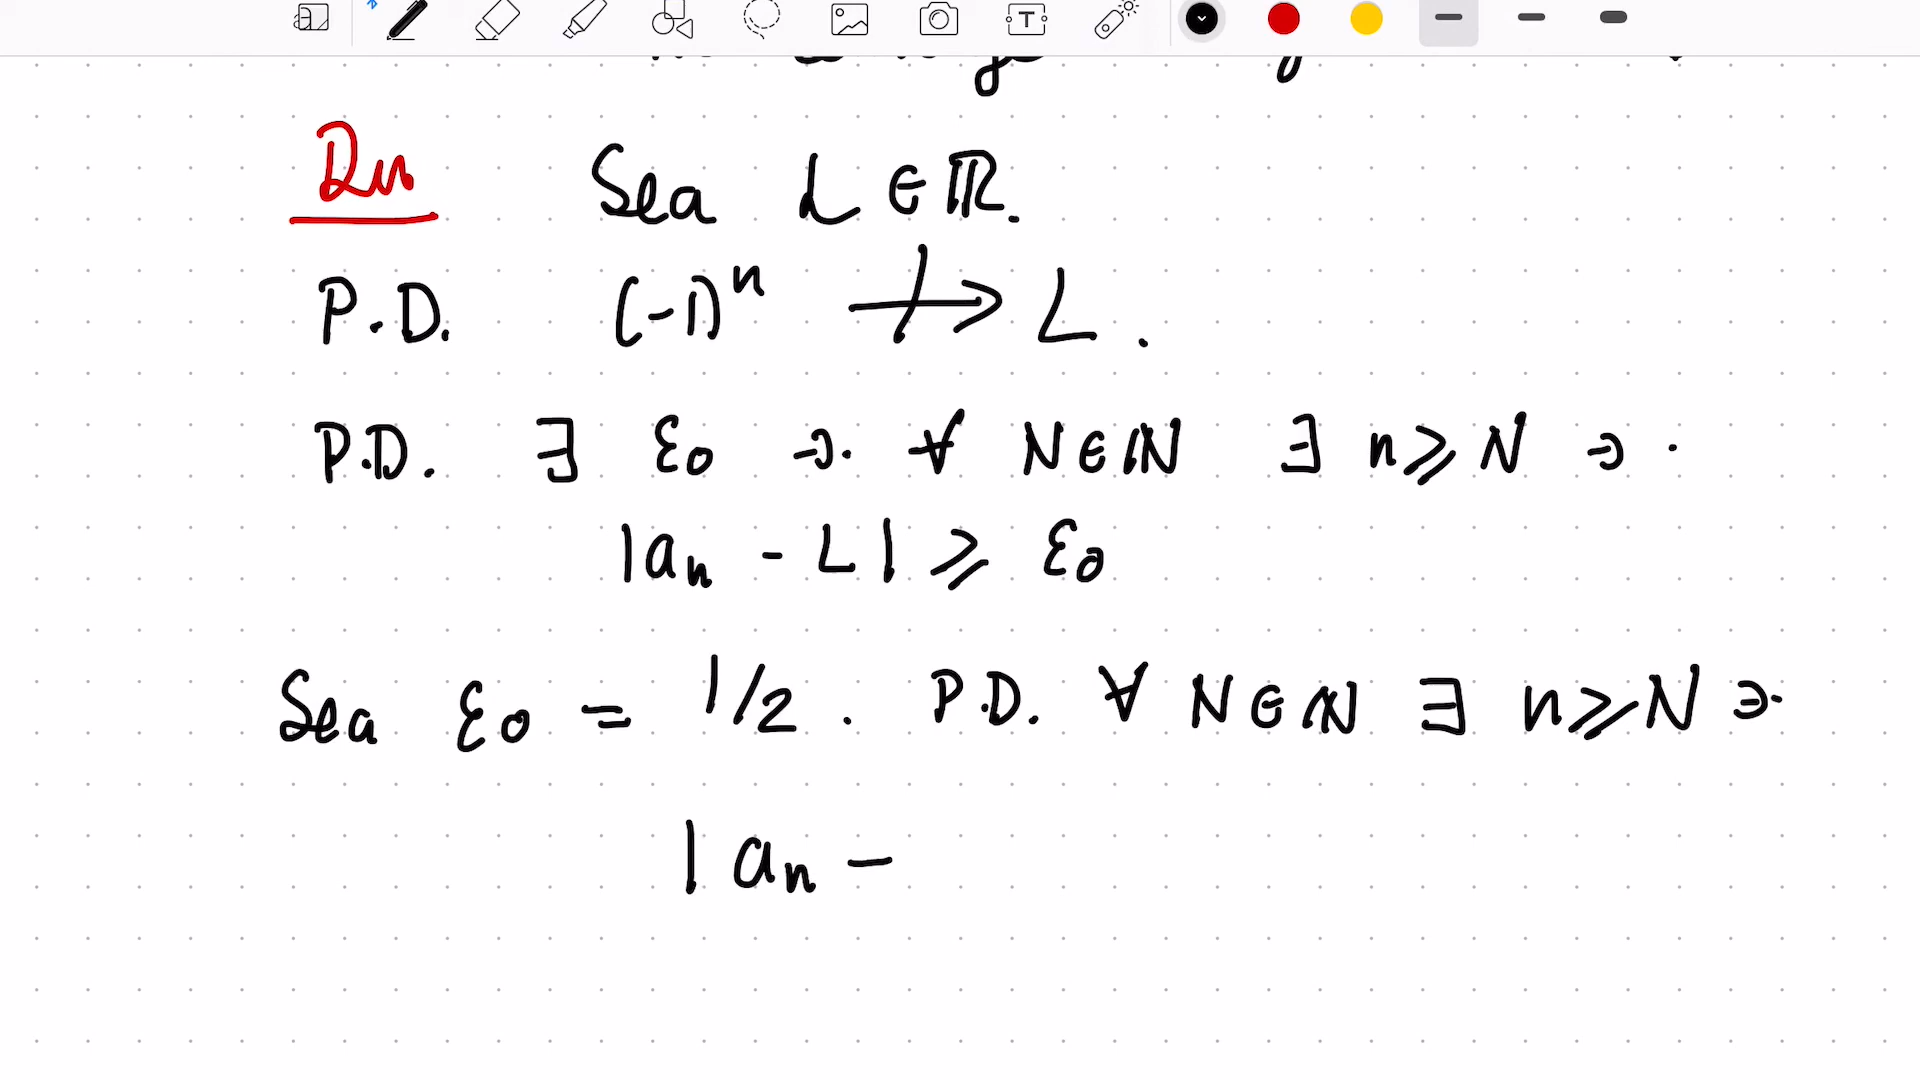 Dm Sea L ∈ ℝ.
P.D. (-1)ⁿ ↛ L.
P.D. ∃ ε₀ ∋. ∀ N ∈ ℕ ∃ n ≥ N ∋.
|aₙ - L| ≥ ε₀
Sea ε₀ = 1/2. P.D. ∀ N ∈ ℕ ∃ n ≥ N ∋.
|aₙ -